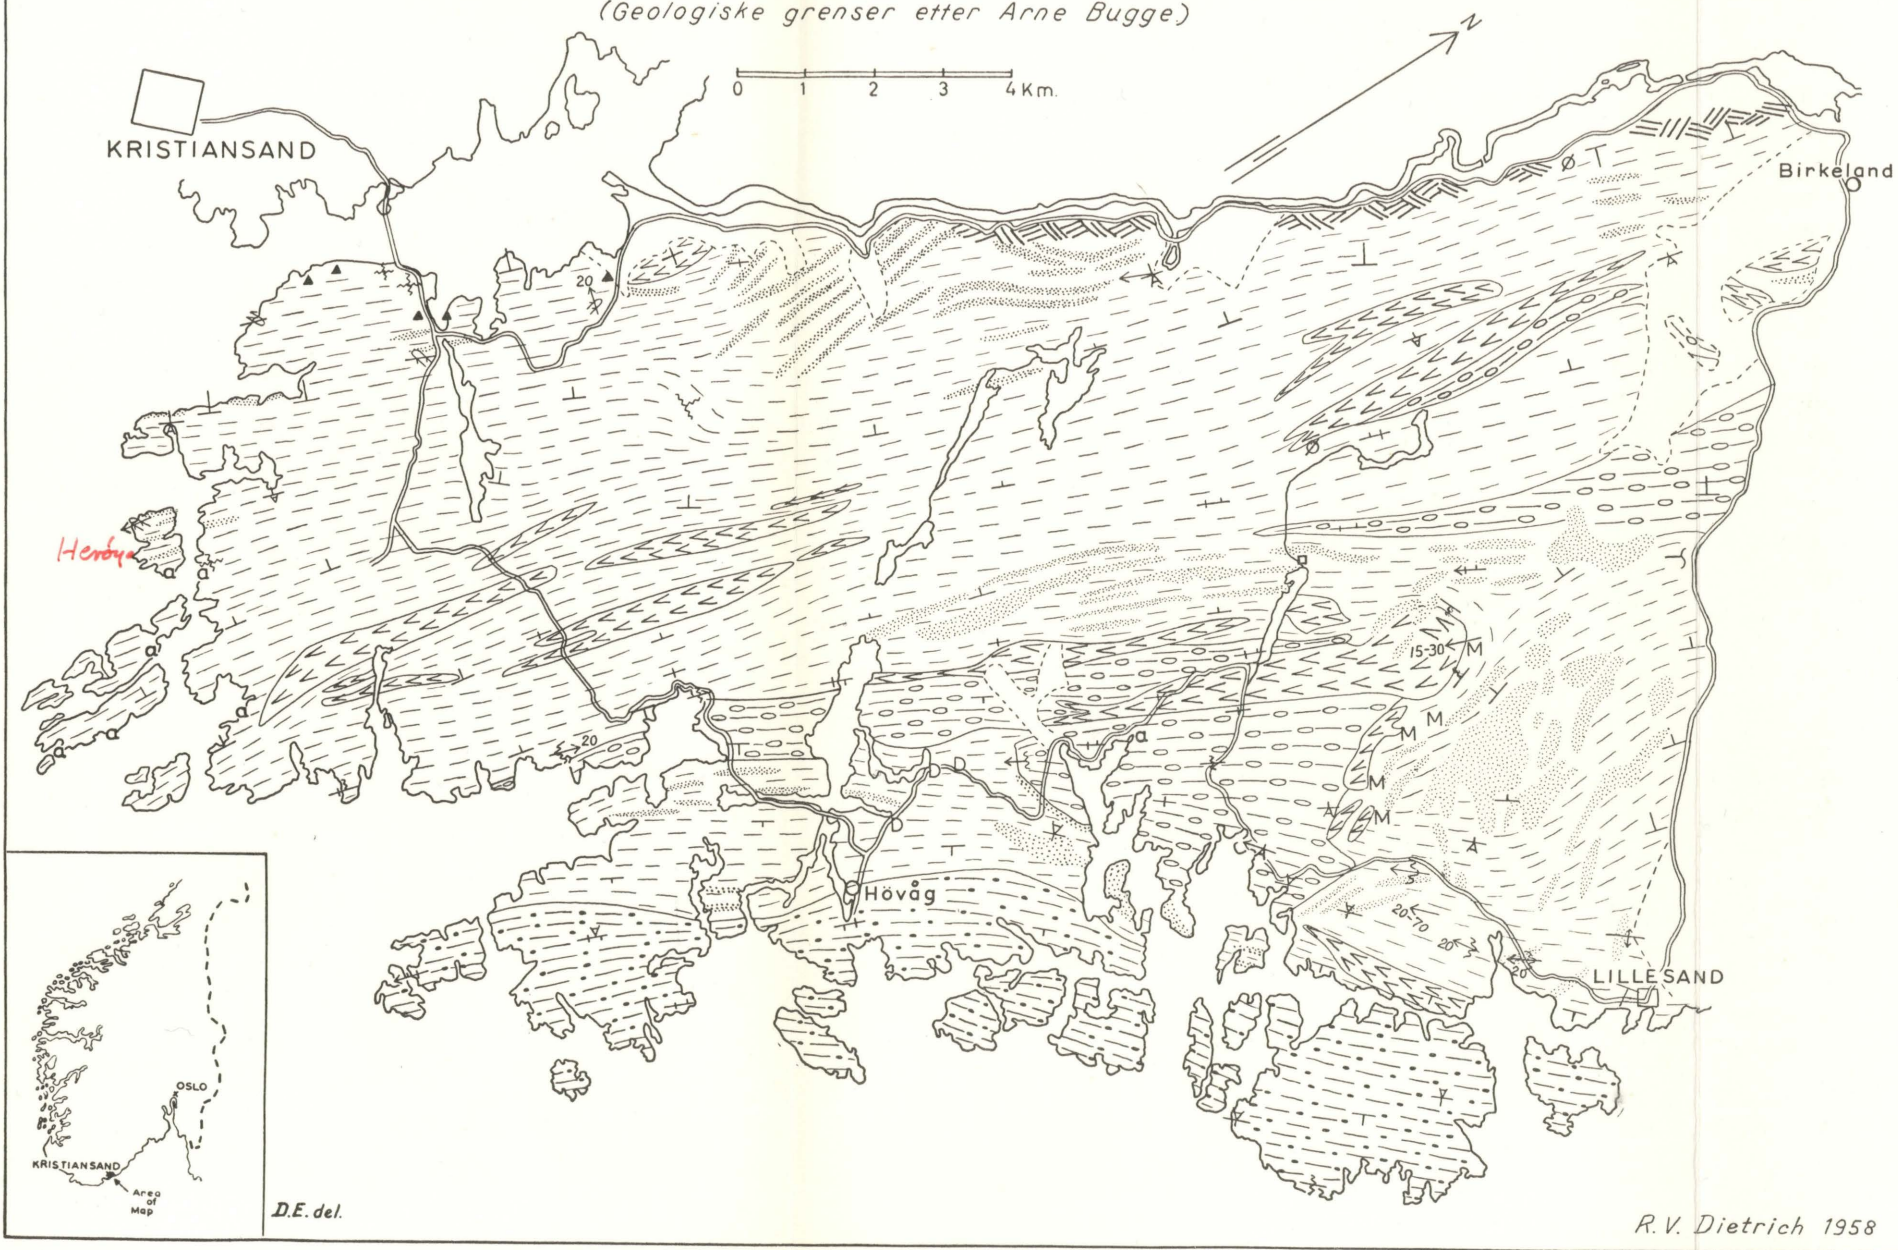 (Geologiske grenser etter Arne Bugge.)
N
0 1 2 3 4 Km.
KRISTIANSAND
Birkeland
20
Heröya
a
a
a
a
a
a
a
15-30
M
M
M
M
M
20
D
D
a
D
Hövåg
5
20-70
20
20
LILLESAND
OSLO
KRISTIANSAND
Area
of
Map
D.E. del.
R.V. Dietrich 1958